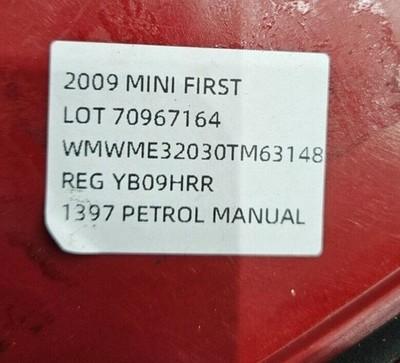 2009 MINI FIRST
LOT 70967164
WMWME32030TM63148
REG YB09HRR
1397 PETROL MANUAL